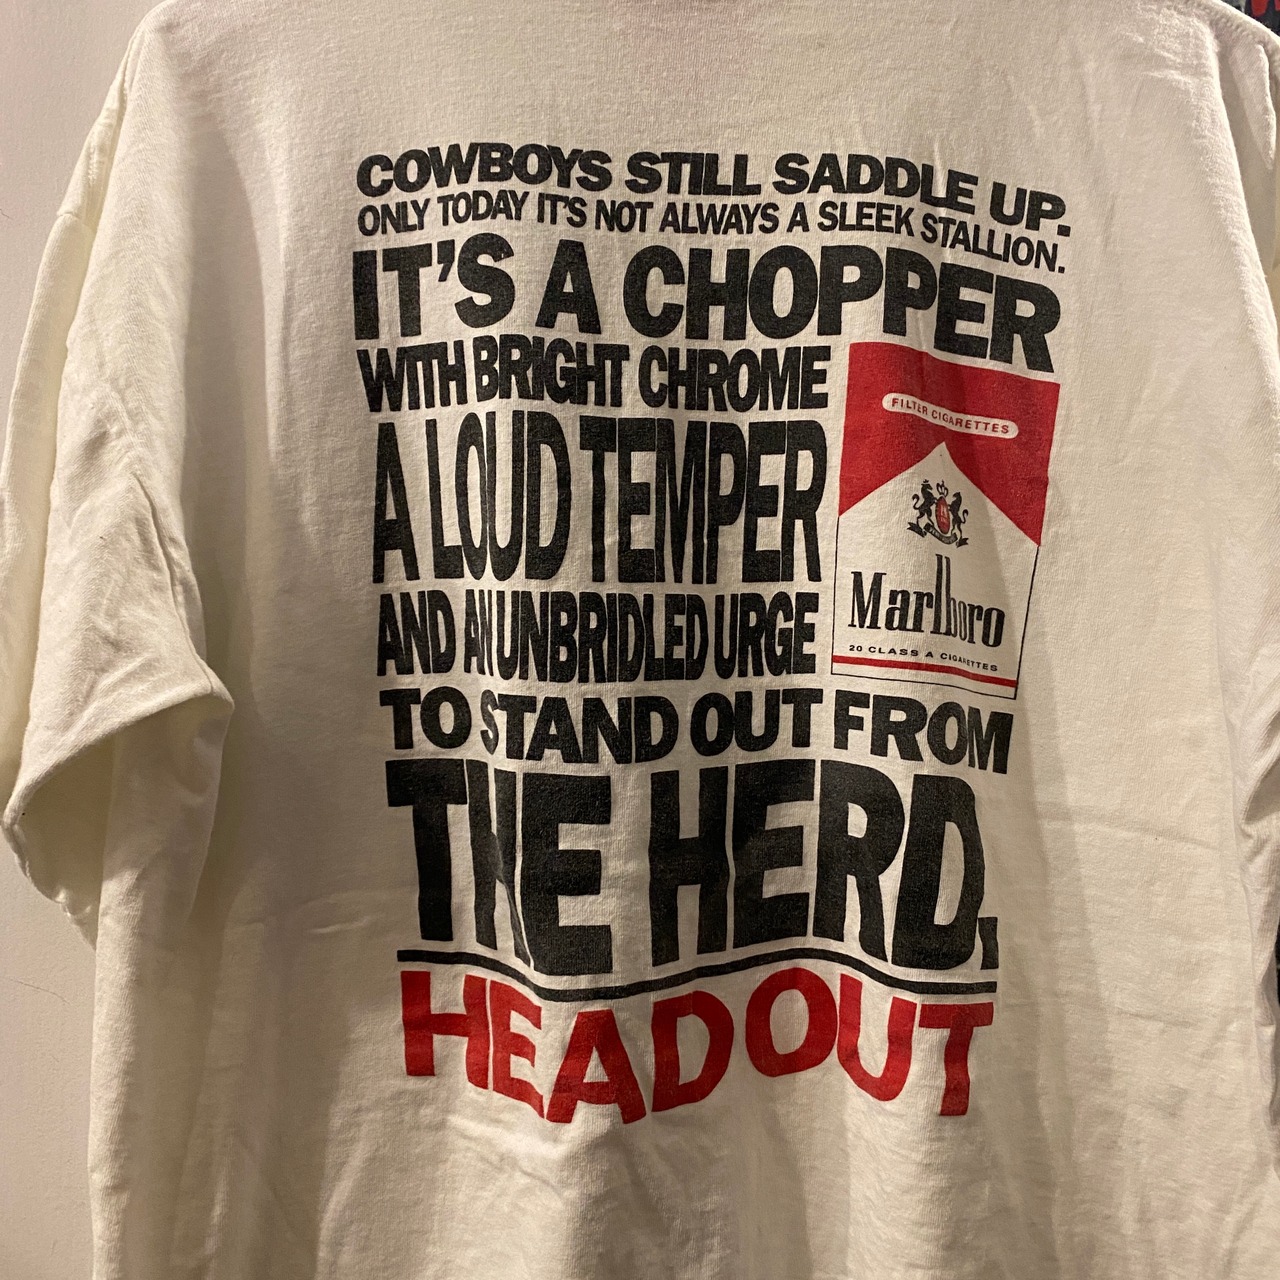 COWBOYS STILL SADDLE UP.
ONLY TODAY IT'S NOT ALWAYS A SLEEK STALLION.
IT'S A CHOPPER
WITH BRIGHT CHROME
A LOUD TEMPER
AND AN UNBRIDLED URGE
TO STAND OUT FROM
THE HERD.
HEAD OUT
FILTER CIGARETTES
Marlboro
20 CLASS A CIGARETTES